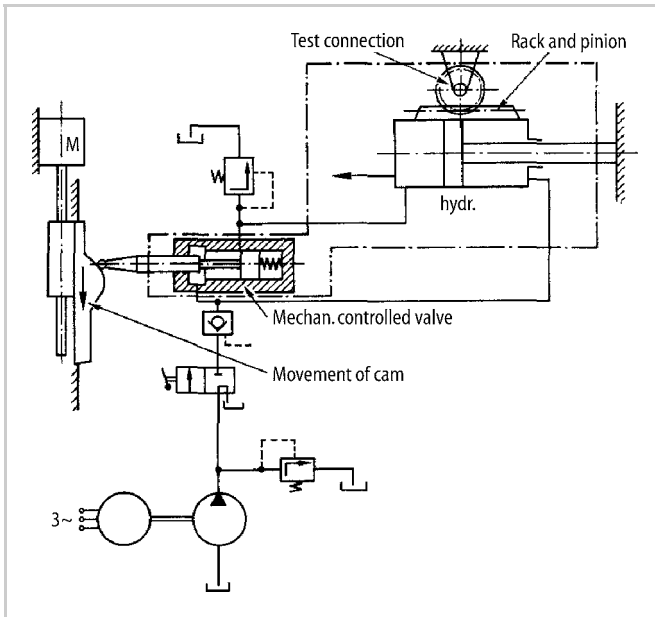 Test connection
Rack and pinion
M
hydr.
Mechan. controlled valve
Movement of cam
3~